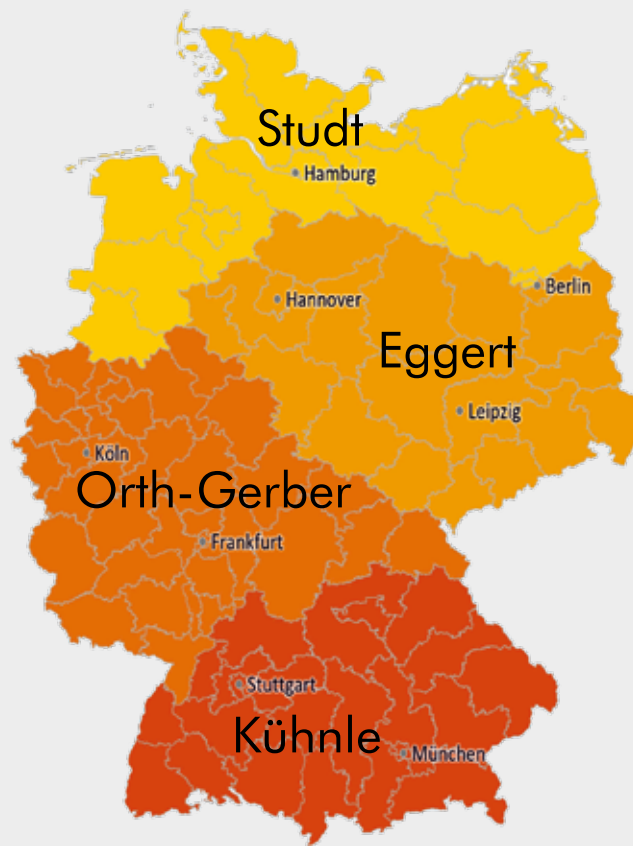 Studt
Hamburg
Berlin
Hannover
Eggert
Leipzig
Köln
Orth-Gerber
Frankfurt
Stuttgart
Kühnle
München